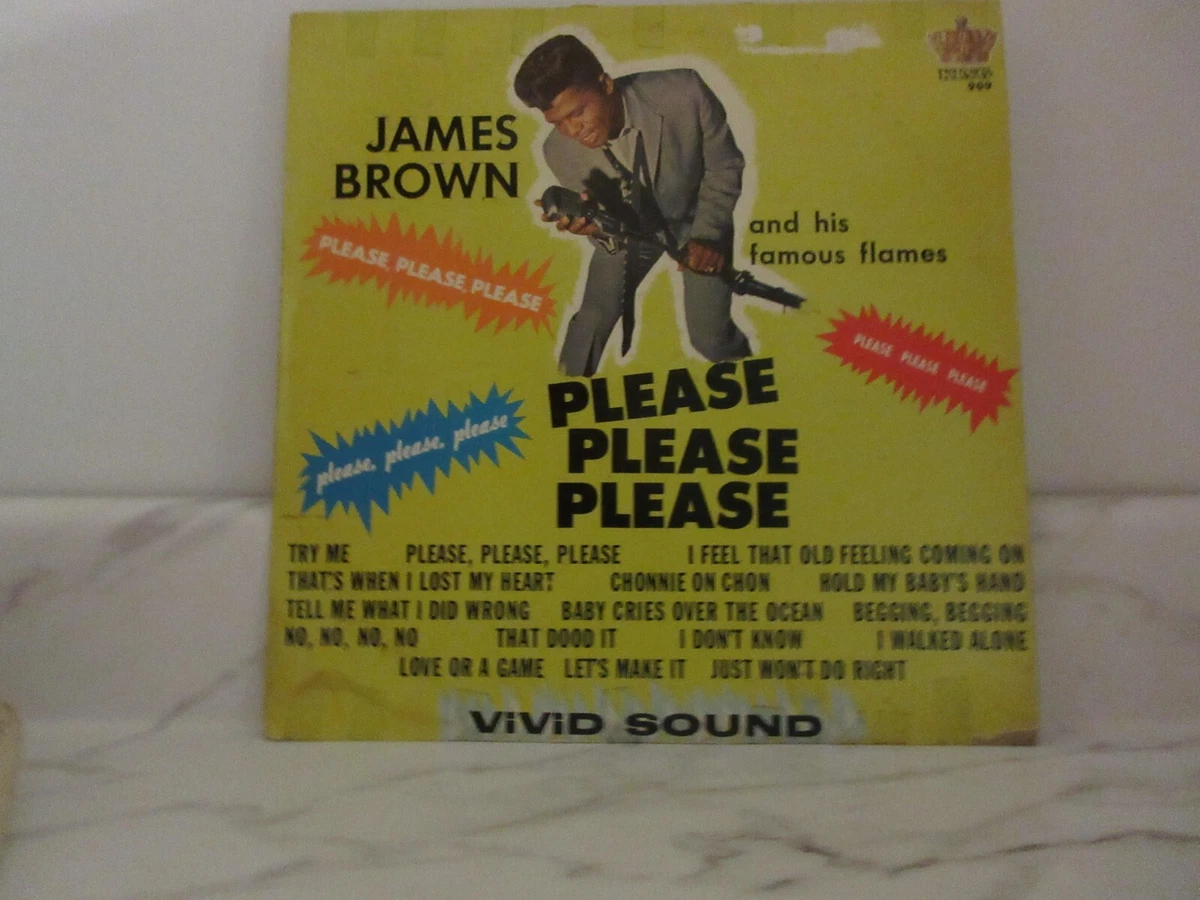 JAMES
BROWN
and his
famous flames
PLEASE, PLEASE, PLEASE
PLEASE PLEASE PLEASE
please, please, please
PLEASE
PLEASE
PLEASE
TRY ME PLEASE, PLEASE, PLEASE I FEEL THAT OLD FEELING COMING ON
THAT'S WHEN I LOST MY HEART CHONNIE ON CHON HOLD MY BABY'S HAND
TELL ME WHAT I DID WRONG BABY CRIES OVER THE OCEAN BEGGING, BEGGING
NO, NO, NO, NO THAT DOOD IT I DON'T KNOW I WALKED ALONE
LOVE OR A GAME LET'S MAKE IT JUST WON'T DO RIGHT
ViViD SOUND
909